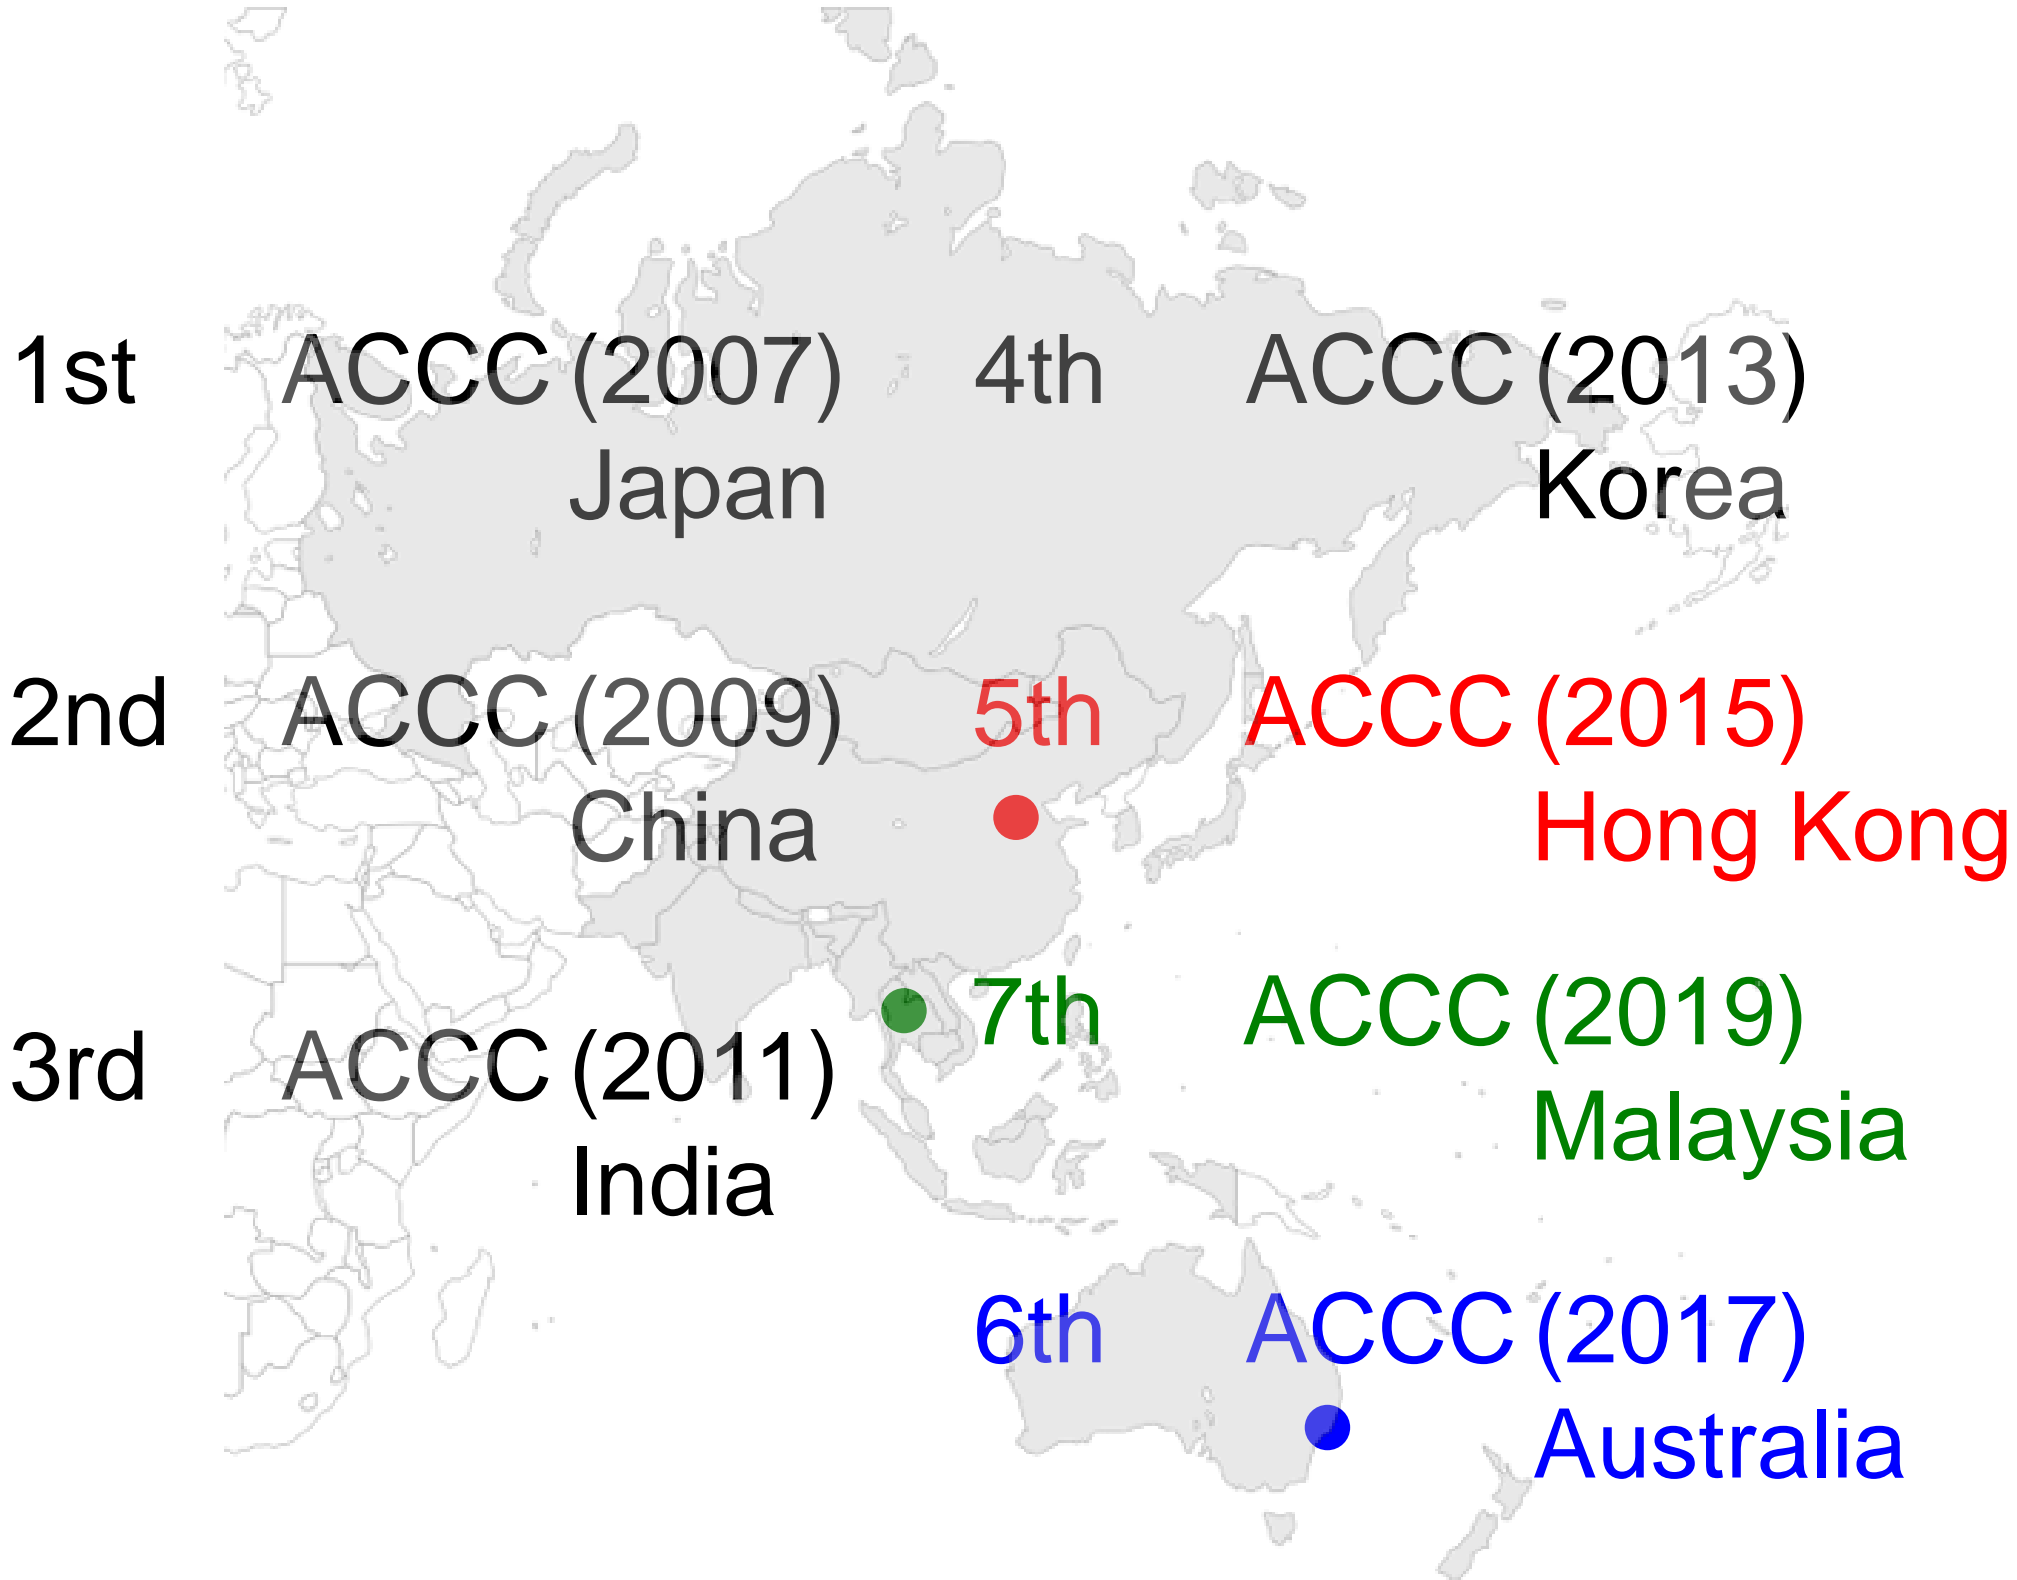 1st ACCC (2007)
Japan
2nd ACCC (2009)
China
3rd ACCC (2011)
India
4th ACCC (2013)
Korea
5th ACCC (2015)
Hong Kong
7th ACCC (2019)
Malaysia
6th ACCC (2017)
Australia